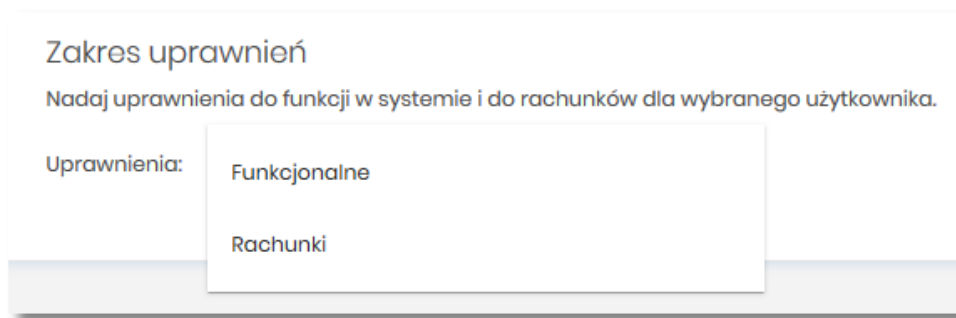 Zakres uprawnień
Nadaj uprawnienia do funkcji w systemie i do rachunków dla wybranego użytkownika.
Uprawnienia:
Funkcjonalne
Rachunki